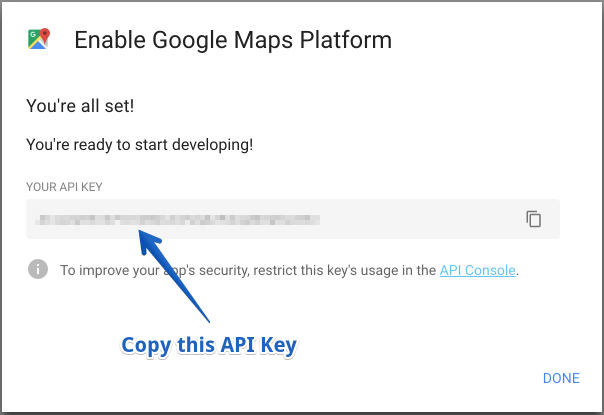 Enable Google Maps Platform
You're all set!
You're ready to start developing!
YOUR API KEY
To improve your app's security, restrict this key's usage in the API Console.
Copy this API Key
DONE